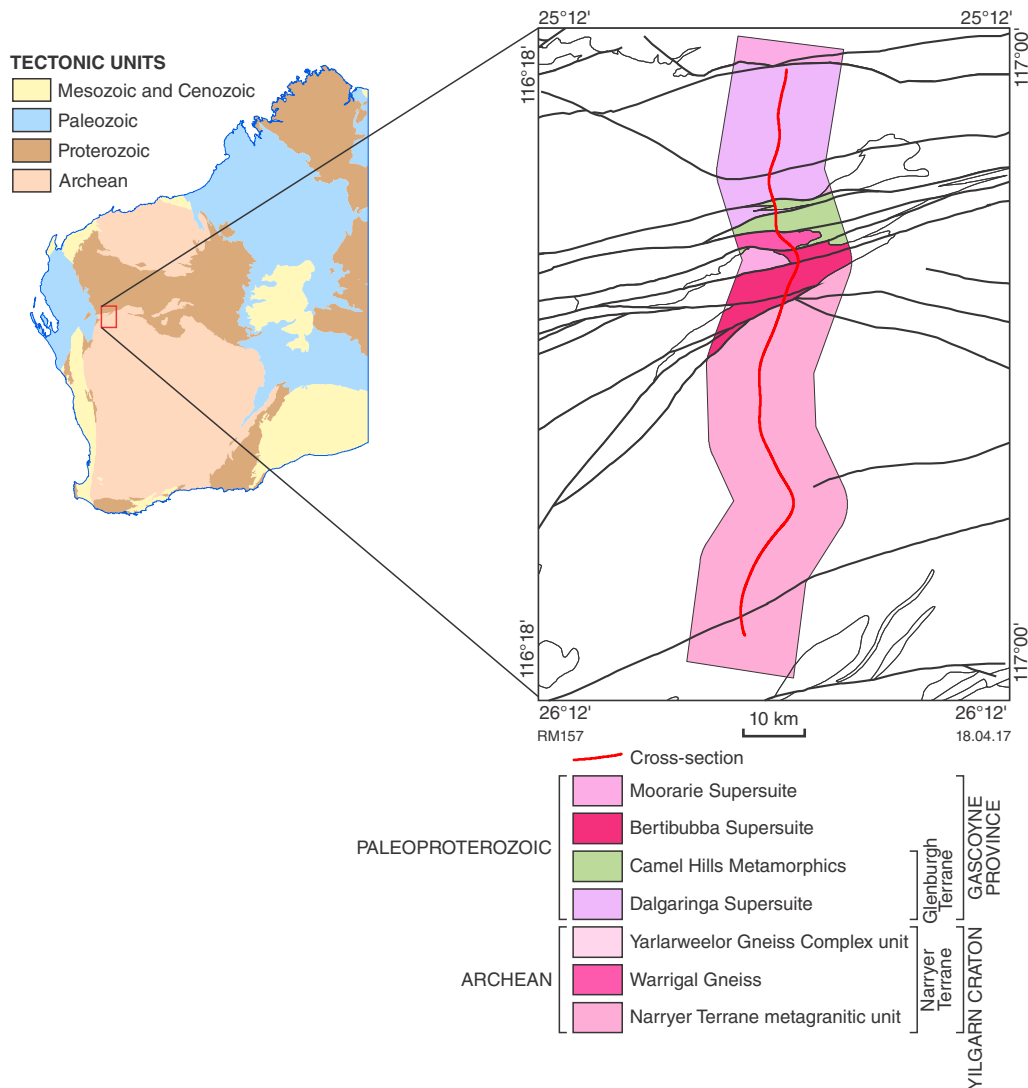 TECTONIC UNITS
Mesozoic and Cenozoic
Paleozoic
Proterozoic
Archean
25°12' 25°12'
116°18' 117°00'
116°18' 117°00'
26°12' 26°12'
RM157 10 km 18.04.17
Cross-section
PALEOPROTEROZOIC
Moorarie Supersuite
Bertibubba Supersuite
Camel Hills Metamorphics
Dalgaringa Supersuite
Glenburgh
Terrane
GASCOYNE
PROVINCE
ARCHEAN
Yarlarweelor Gneiss Complex unit
Warrigal Gneiss
Narryer Terrane metagranitic unit
Narryer
Terrane
YILGARN CRATON